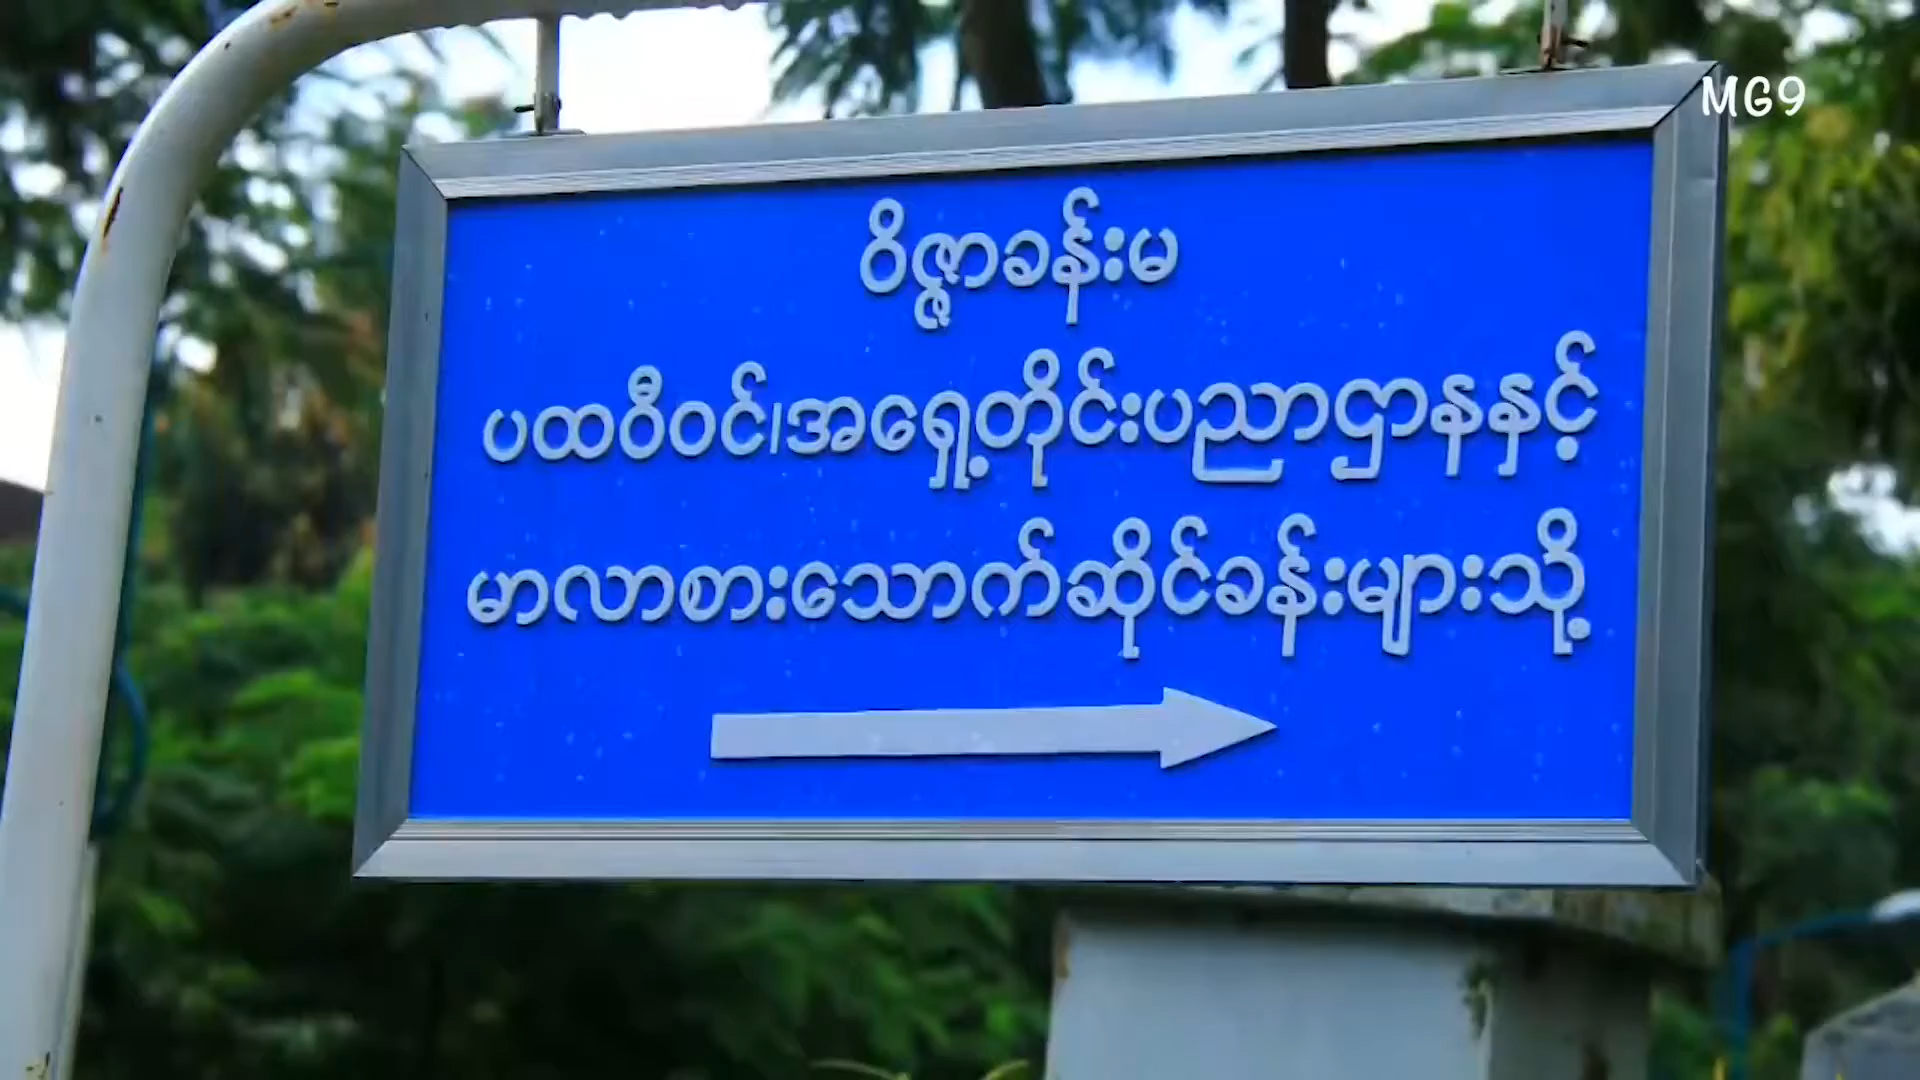 MG9
ဝိဇ္ဇာခန်းမ
ပထဝီဝင်၊အရှေ့တိုင်းပညာဌာနနှင့်
မာလာစားသောက်ဆိုင်ခန်းများသို့